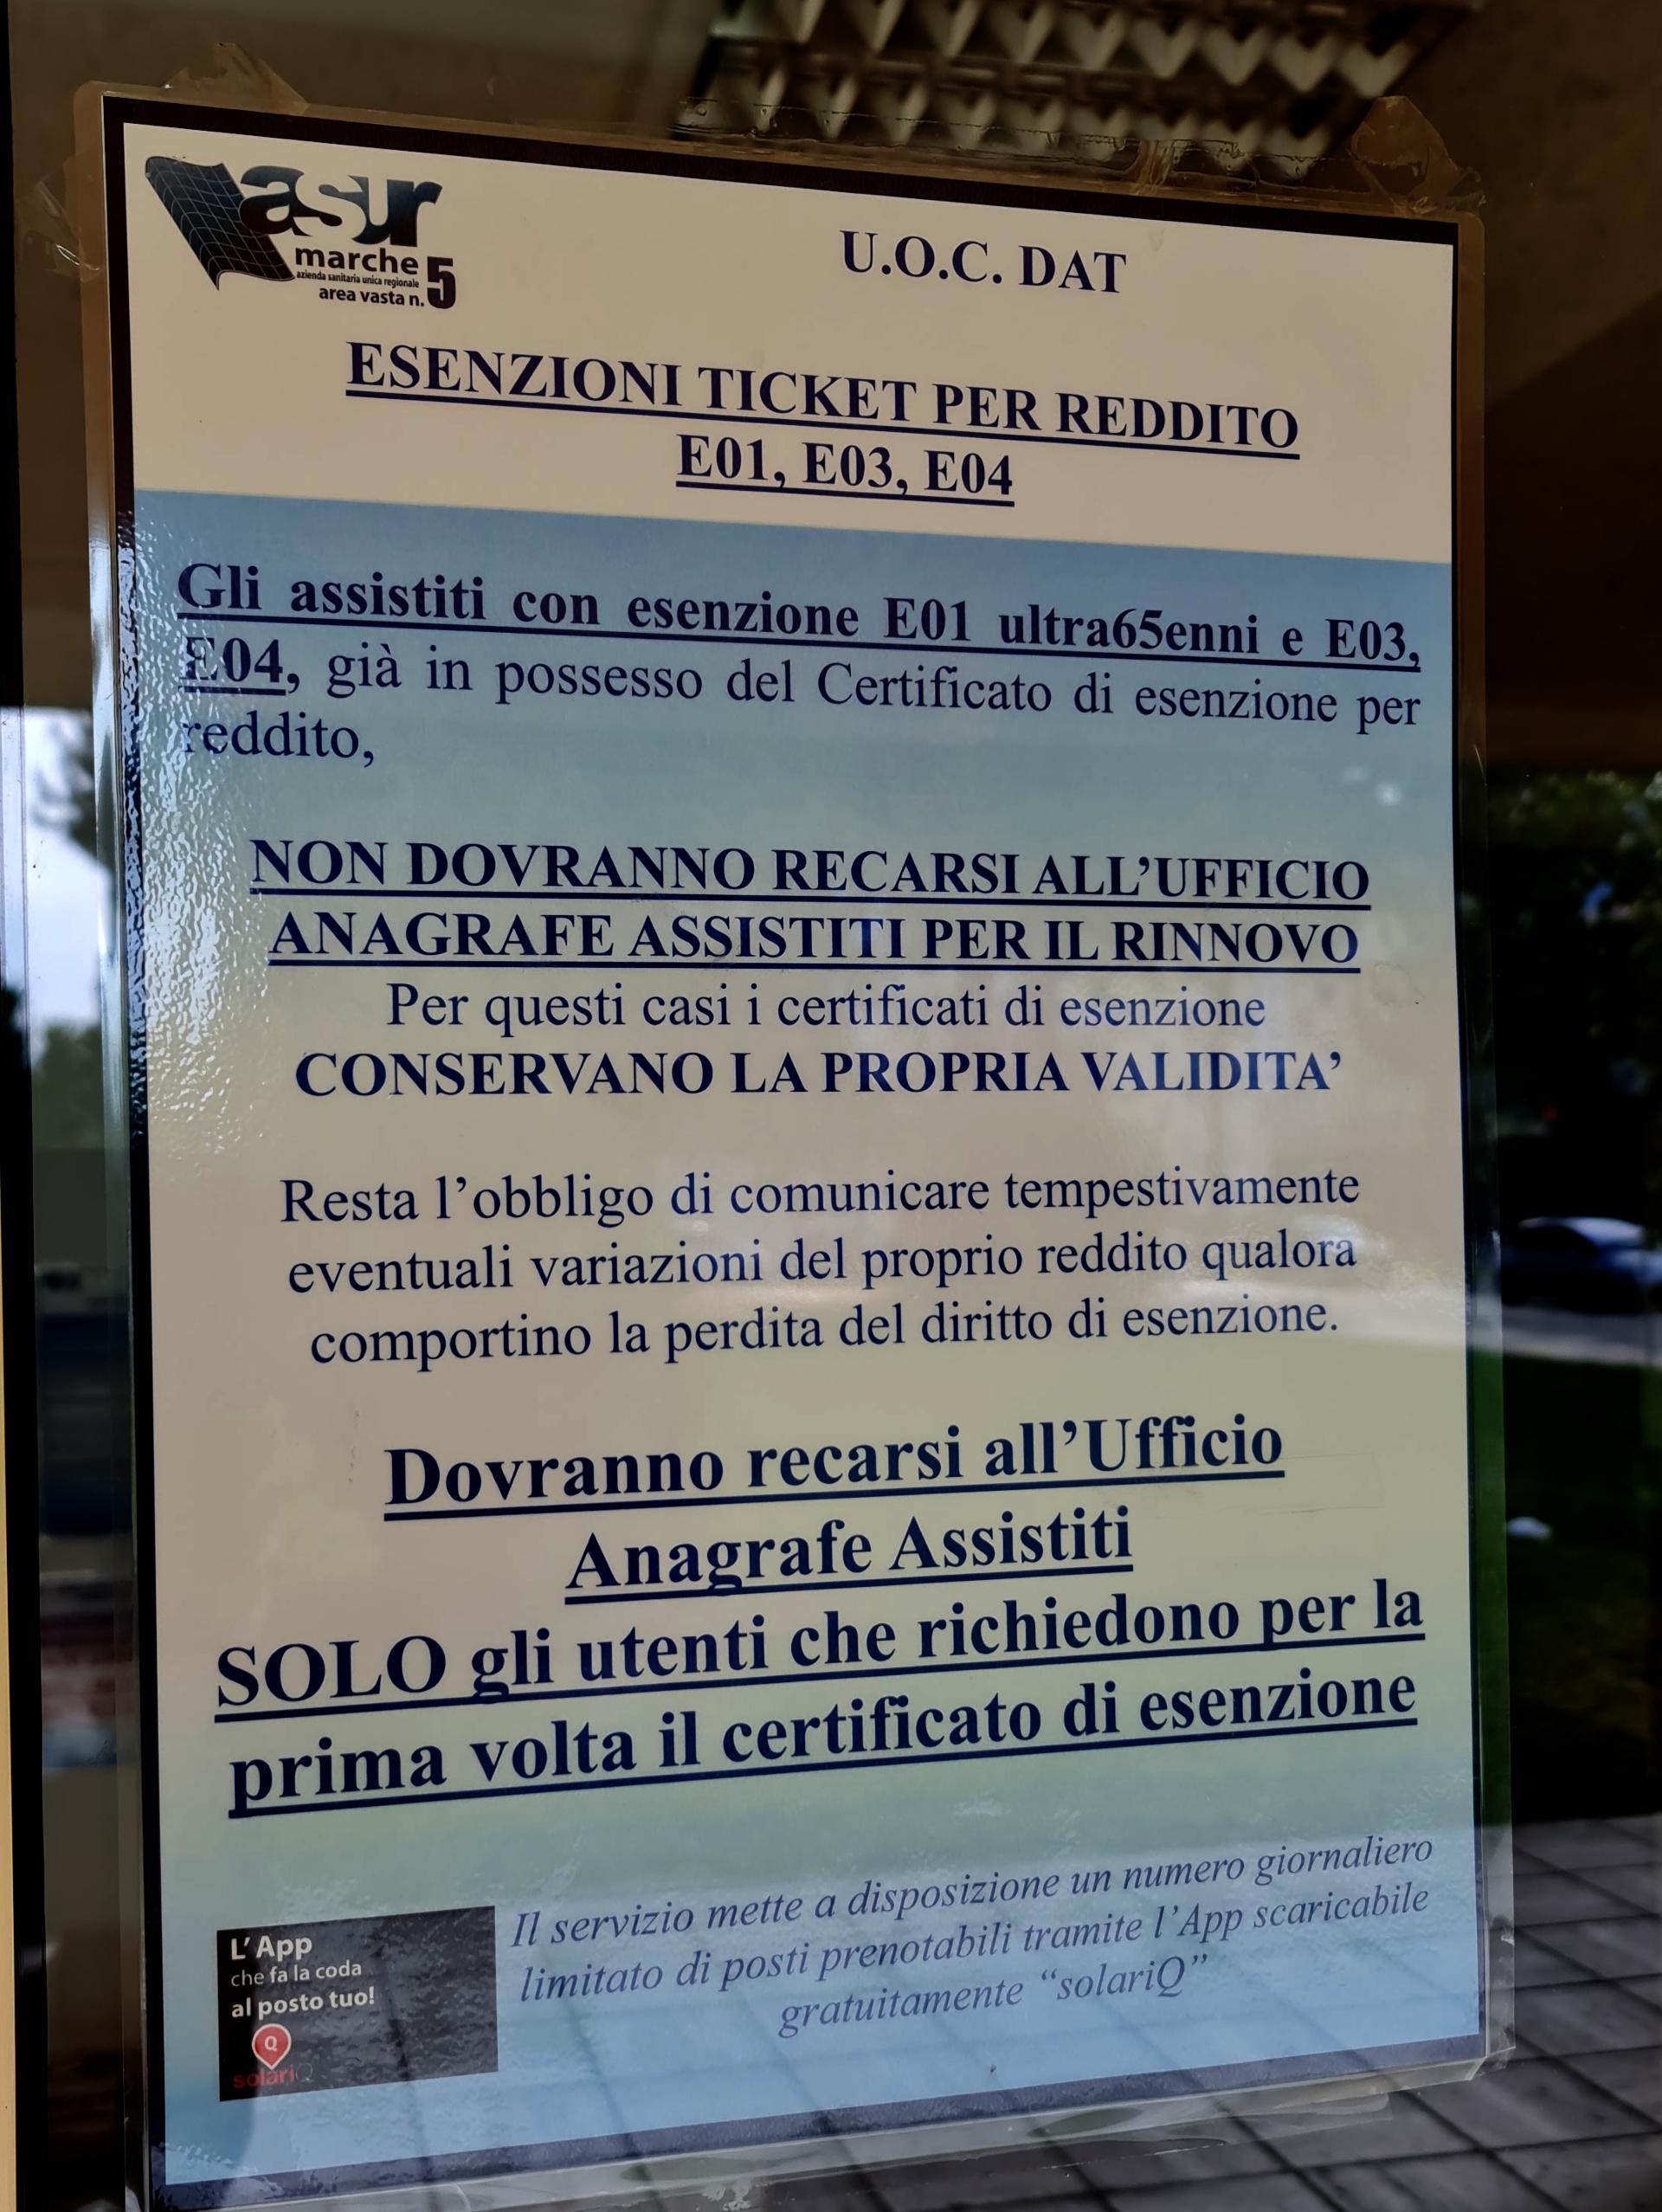 asur
marche
azienda sanitaria unica regionale
area vasta n. 5
U.O.C. DAT
ESENZIONI TICKET PER REDDITO
E01, E03, E04
Gli assistiti con esenzione E01 ultra65enni e E03,
E04, già in possesso del Certificato di esenzione per
reddito,
NON DOVRANNO RECARSI ALL’UFFICIO
ANAGRAFE ASSISTITI PER IL RINNOVO
Per questi casi i certificati di esenzione
CONSERVANO LA PROPRIA VALIDITA’
Resta l’obbligo di comunicare tempestivamente
eventuali variazioni del proprio reddito qualora
comportino la perdita del diritto di esenzione.
Dovranno recarsi all’Ufficio
Anagrafe Assistiti
SOLO gli utenti che richiedono per la
prima volta il certificato di esenzione
Il servizio mette a disposizione un numero giornaliero
limitato di posti prenotabili tramite l’App scaricabile
gratuitamente “solariQ”
L’App
che fa la coda
al posto tuo!
Q
solariQ